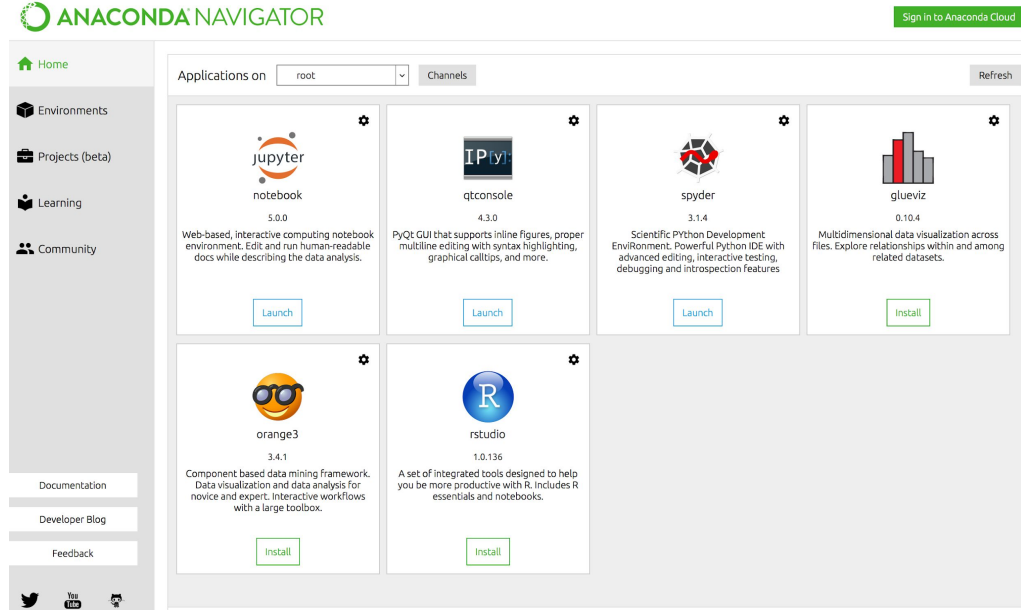 ANACONDA NAVIGATOR
Sign in to Anaconda Cloud
Home
Environments
Projects (beta)
Learning
Community
Documentation
Developer Blog
Feedback
You
Tube
Applications on
root
Channels
Refresh
jupyter
notebook
5.0.0
Web-based, interactive computing notebook
environment. Edit and run human-readable
docs while describing the data analysis.
Launch
IP[y]:
qtconsole
4.3.0
PyQt GUI that supports inline figures, proper
multiline editing with syntax highlighting,
graphical calltips, and more.
Launch
spyder
3.1.4
Scientific PYthon Development
EnviRonment. Powerful Python IDE with
advanced editing, interactive testing,
debugging and introspection features
Launch
glueviz
0.10.4
Multidimensional data visualization across
files. Explore relationships within and among
related datasets.
Install
orange3
3.4.1
Component based data mining framework.
Data visualization and data analysis for
novice and expert. Interactive workflows
with a large toolbox.
Install
R
rstudio
1.0.136
A set of integrated tools designed to help
you be more productive with R. Includes R
essentials and notebooks.
Install